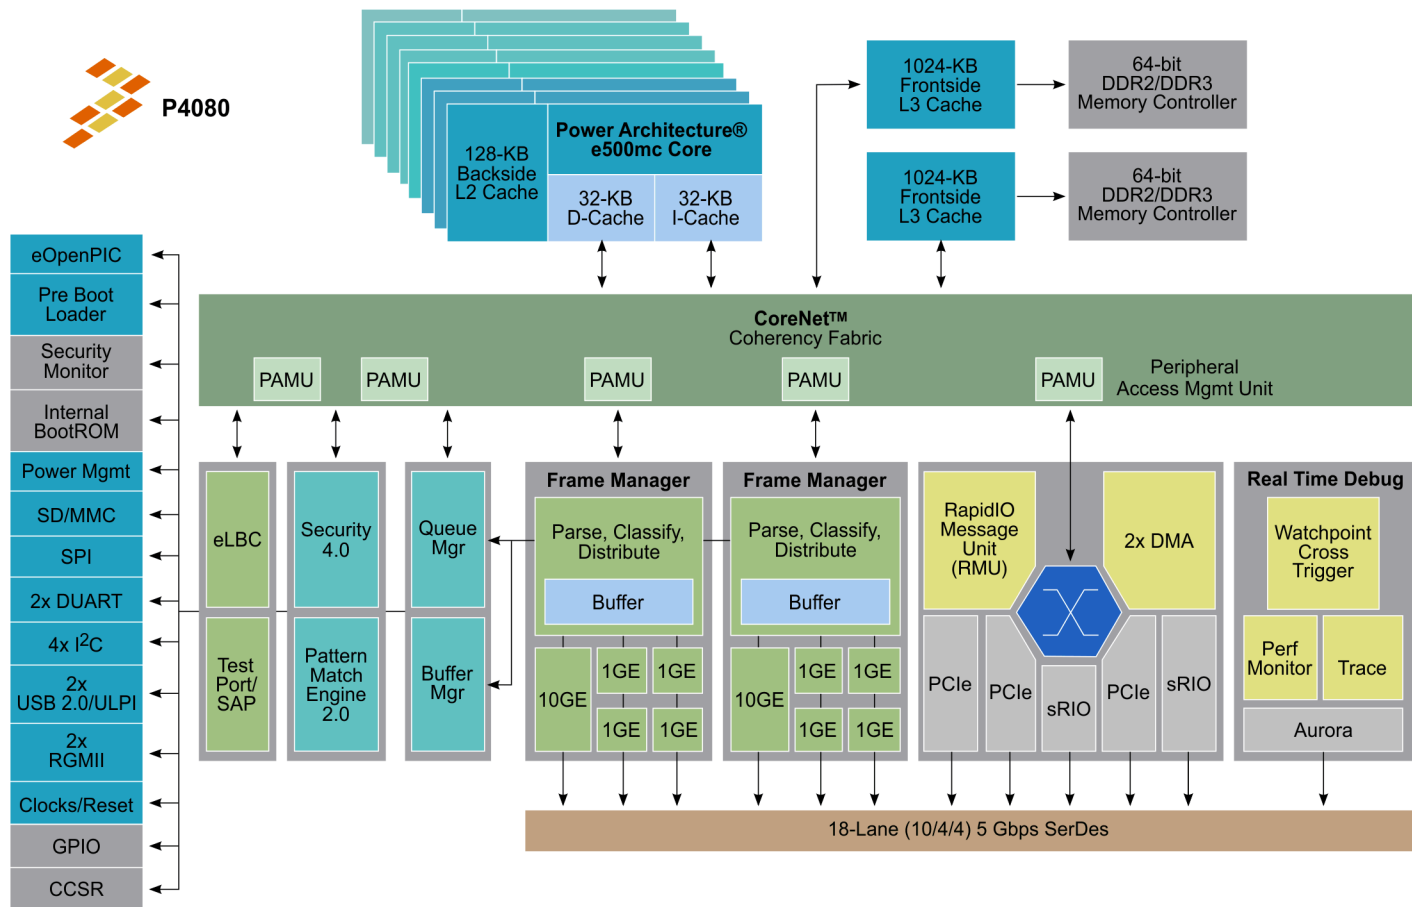 P4080
128-KB
Backside
L2 Cache
Power Architecture®
e500mc Core
32-KB
D-Cache
32-KB
I-Cache
1024-KB
Frontside
L3 Cache
64-bit
DDR2/DDR3
Memory Controller
1024-KB
Frontside
L3 Cache
64-bit
DDR2/DDR3
Memory Controller
eOpenPIC
Pre Boot
Loader
Security
Monitor
Internal
BootROM
Power Mgmt
SD/MMC
SPI
2x DUART
4x I²C
2x
USB 2.0/ULPI
2x
RGMII
Clocks/Reset
GPIO
CCSR
CoreNet™
Coherency Fabric
PAMU
PAMU
PAMU
PAMU
PAMU
Peripheral
Access Mgmt Unit
eLBC
Test
Port/
SAP
Security
4.0
Pattern
Match
Engine
2.0
Queue
Mgr
Buffer
Mgr
Frame Manager
Parse, Classify,
Distribute
Buffer
10GE
1GE
1GE
1GE
1GE
Frame Manager
Parse, Classify,
Distribute
Buffer
10GE
1GE
1GE
1GE
1GE
RapidIO
Message
Unit
(RMU)
2x DMA
PCIe
PCIe
sRIO
PCIe
sRIO
Real Time Debug
Watchpoint
Cross
Trigger
Perf
Monitor
Trace
Aurora
18-Lane (10/4/4) 5 Gbps SerDes